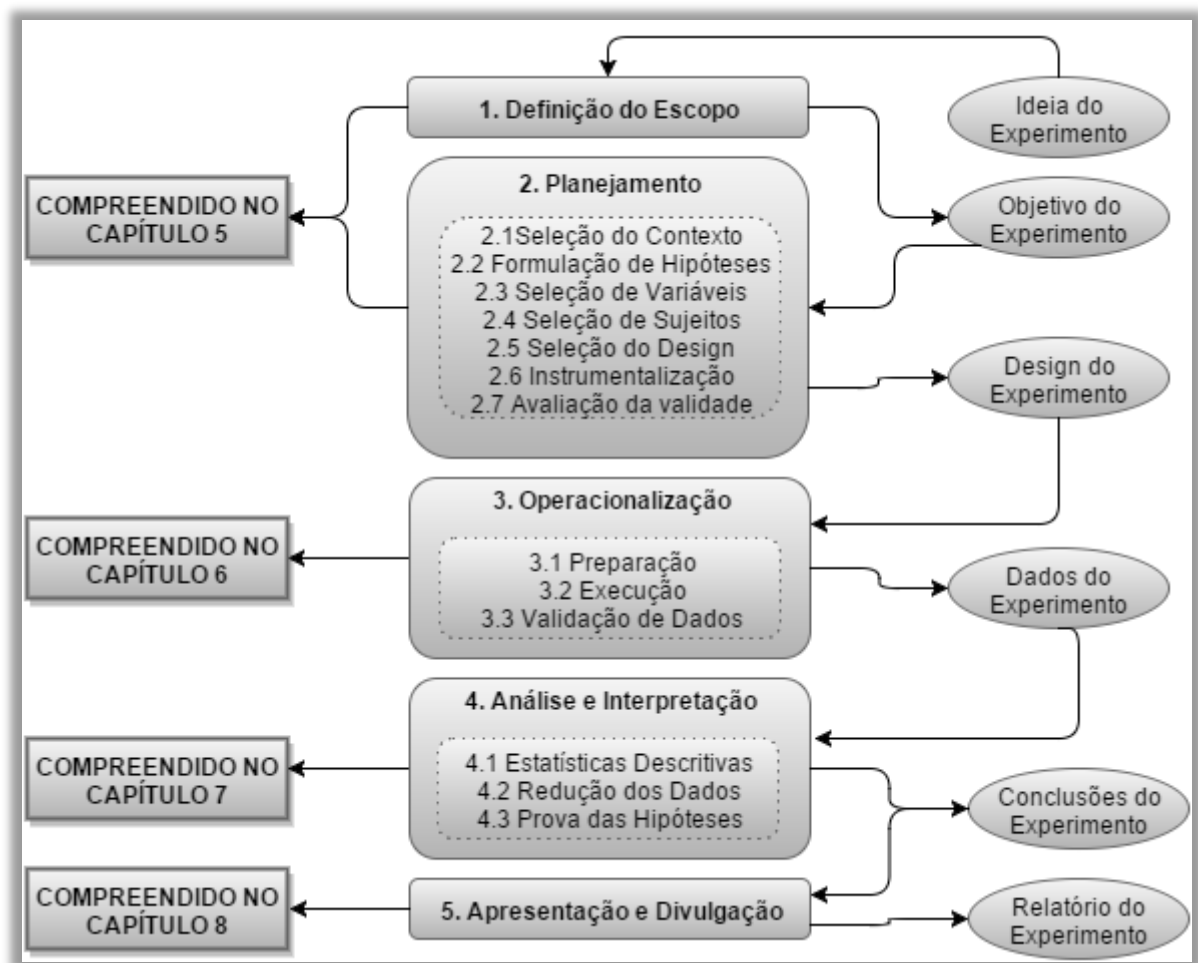 1. Definição do Escopo
Ideia do
Experimento
COMPREENDIDO NO
CAPÍTULO 5
2. Planejamento
2.1Seleção do Contexto
2.2 Formulação de Hipóteses
2.3 Seleção de Variáveis
2.4 Seleção de Sujeitos
2.5 Seleção do Design
2.6 Instrumentalização
2.7 Avaliação da validade
Objetivo do
Experimento
Design do
Experimento
COMPREENDIDO NO
CAPÍTULO 6
3. Operacionalização
3.1 Preparação
3.2 Execução
3.3 Validação de Dados
Dados do
Experimento
COMPREENDIDO NO
CAPÍTULO 7
4. Análise e Interpretação
4.1 Estatísticas Descritivas
4.2 Redução dos Dados
4.3 Prova das Hipóteses
Conclusões do
Experimento
COMPREENDIDO NO
CAPÍTULO 8
5. Apresentação e Divulgação
Relatório do
Experimento